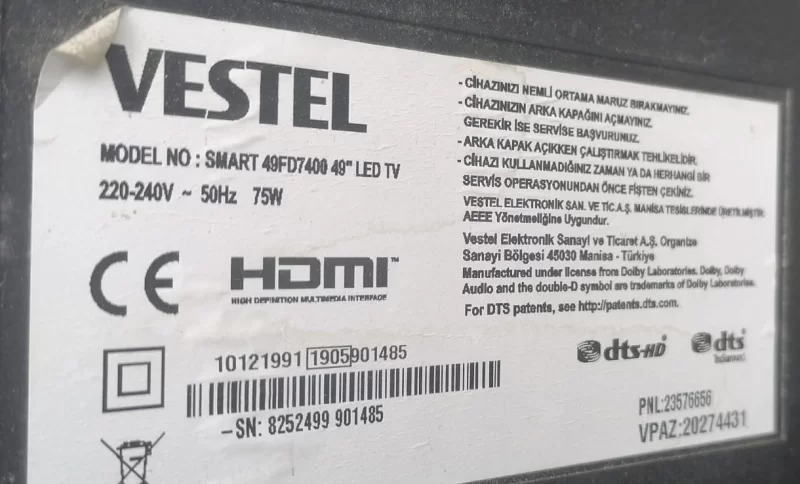 VESTEL
MODEL NO : SMART 49FD7400 49" LED TV
220-240V ~ 50Hz 75W
CE
HDMI™
HIGH DEFINITION MULTIMEDIA INTERFACE
10121991 1905901485
-SN: 8252499 901485
- CİHAZINIZI NEMLİ ORTAMA MARUZ BIRAKMAYINIZ.
- CİHAZINIZIN ARKA KAPAĞINI AÇMAYINIZ.
GEREKİR İSE SERVİSE BAŞVURUNUZ.
- ARKA KAPAK AÇIKKEN ÇALIŞTIRMAK TEHLİKELİDİR.
- CİHAZI KULLANMADIĞINIZ ZAMAN YA DA HERHANGİ BİR
SERVİS OPERASYONUNDAN ÖNCE FİŞTEN ÇEKİNİZ.
VESTEL ELEKTRONİK SAN. VE TİC.A.Ş. MANİSA TESİSLERİNDE ÜRETİLMİŞTİR.
AEEE Yönetmeliğine Uygundur.
Vestel Elektronik Sanayi ve Ticaret A.Ş. Organize
Sanayi Bölgesi 45030 Manisa - Türkiye
Manufactured under license from Dolby Laboratories. Dolby, Dolby
Audio and the double-D symbol are trademarks of Dolby Laboratories.
For DTS patents, see http://patents.dts.com.
dts-HD
dts
TruSurround
PNL:23576656
VPAZ:20274431